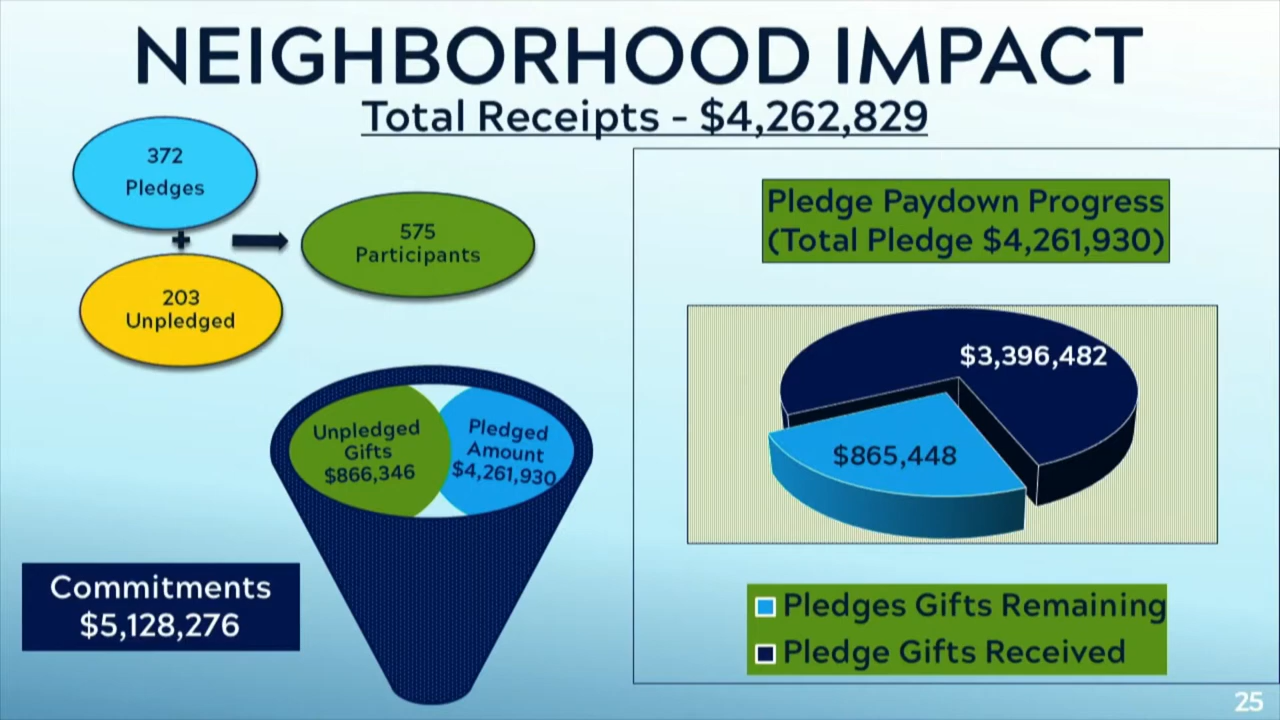 NEIGHBORHOOD IMPACT
Total Receipts - $4,262,829
372
Pledges
203
Unpledged
575
Participants
Unpledged
Gifts
$866,346
Pledged
Amount
$4,261,930
Commitments
$5,128,276
Pledge Paydown Progress
(Total Pledge $4,261,930)
$3,396,482
$865,448
Pledges Gifts Remaining
Pledge Gifts Received
25